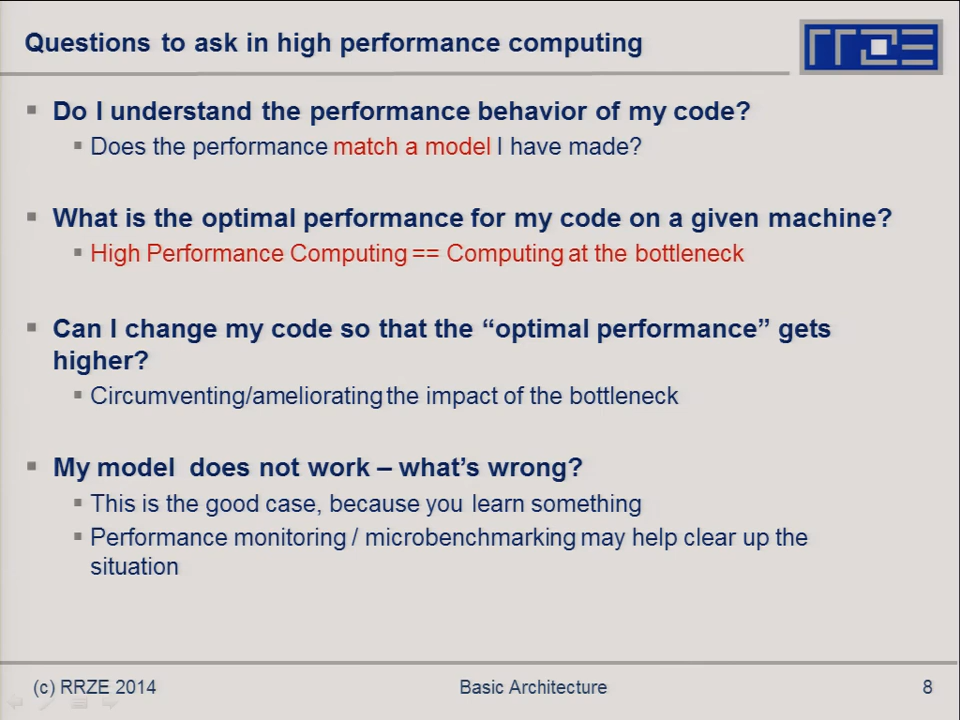 Questions to ask in high performance computing
RRZE
Do I understand the performance behavior of my code?
Does the performance match a model I have made?
What is the optimal performance for my code on a given machine?
High Performance Computing == Computing at the bottleneck
Can I change my code so that the “optimal performance” gets
higher?
Circumventing/ameliorating the impact of the bottleneck
My model does not work – what’s wrong?
This is the good case, because you learn something
Performance monitoring / microbenchmarking may help clear up the
situation
(c) RRZE 2014
Basic Architecture
8